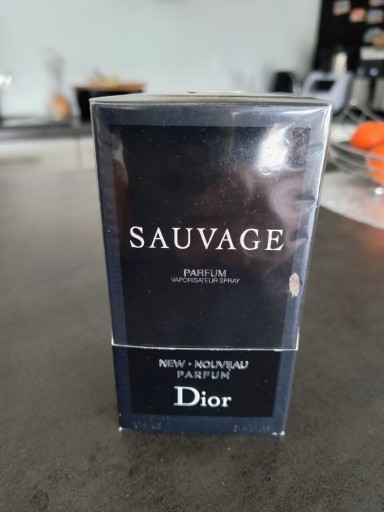 SAUVAGE
PARFUM
VAPORISATEUR SPRAY
NEW • NOUVEAU
PARFUM
Dior